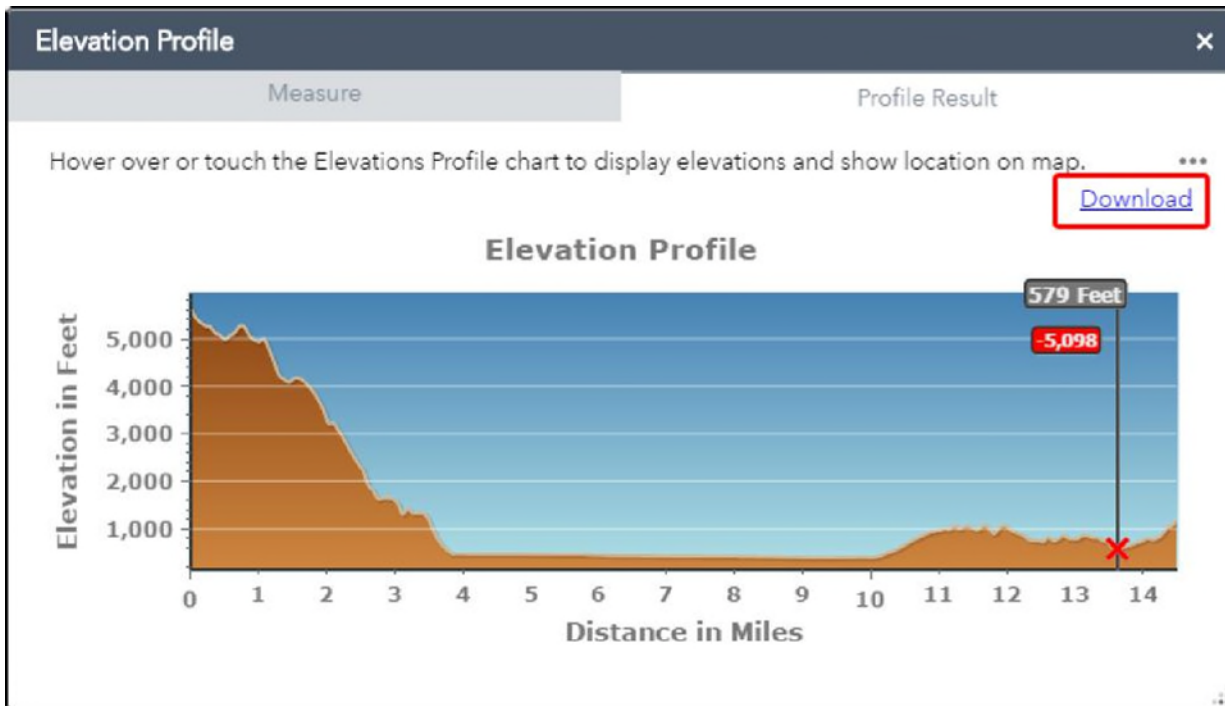 Elevation Profile
×
Measure
Profile Result
Hover over or touch the Elevations Profile chart to display elevations and show location on map.
•••
Download
Elevation Profile
579 Feet
-5,098
Elevation in Feet
5,000
4,000
3,000
2,000
1,000
0 1 2 3 4 5 6 7 8 9 10 11 12 13 14
Distance in Miles